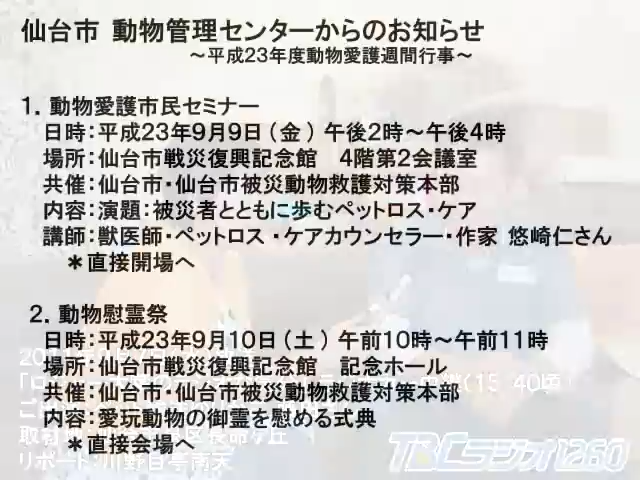 仙台市 動物管理センターからのお知らせ
～平成23年度動物愛護週間行事～
1．動物愛護市民セミナー
日時：平成23年9月9日（金）午後2時～午後4時
場所：仙台市戦災復興記念館　4階第2会議室
共催：仙台市・仙台市被災動物救護対策本部
内容：演題：被災者とともに歩むペットロス・ケア
講師：獣医師・ペットロス・ケアカウンセラー・作家 悠崎仁さん
＊直接開場へ
2．動物慰霊祭
日時：平成23年9月10日（土）午前10時～午前11時
場所：仙台市戦災復興記念館　記念ホール
共催：仙台市・仙台市被災動物救護対策本部
内容：愛玩動物の御霊を慰める式典
＊直接会場へ
（15：40頃）
TBCラジオ1260